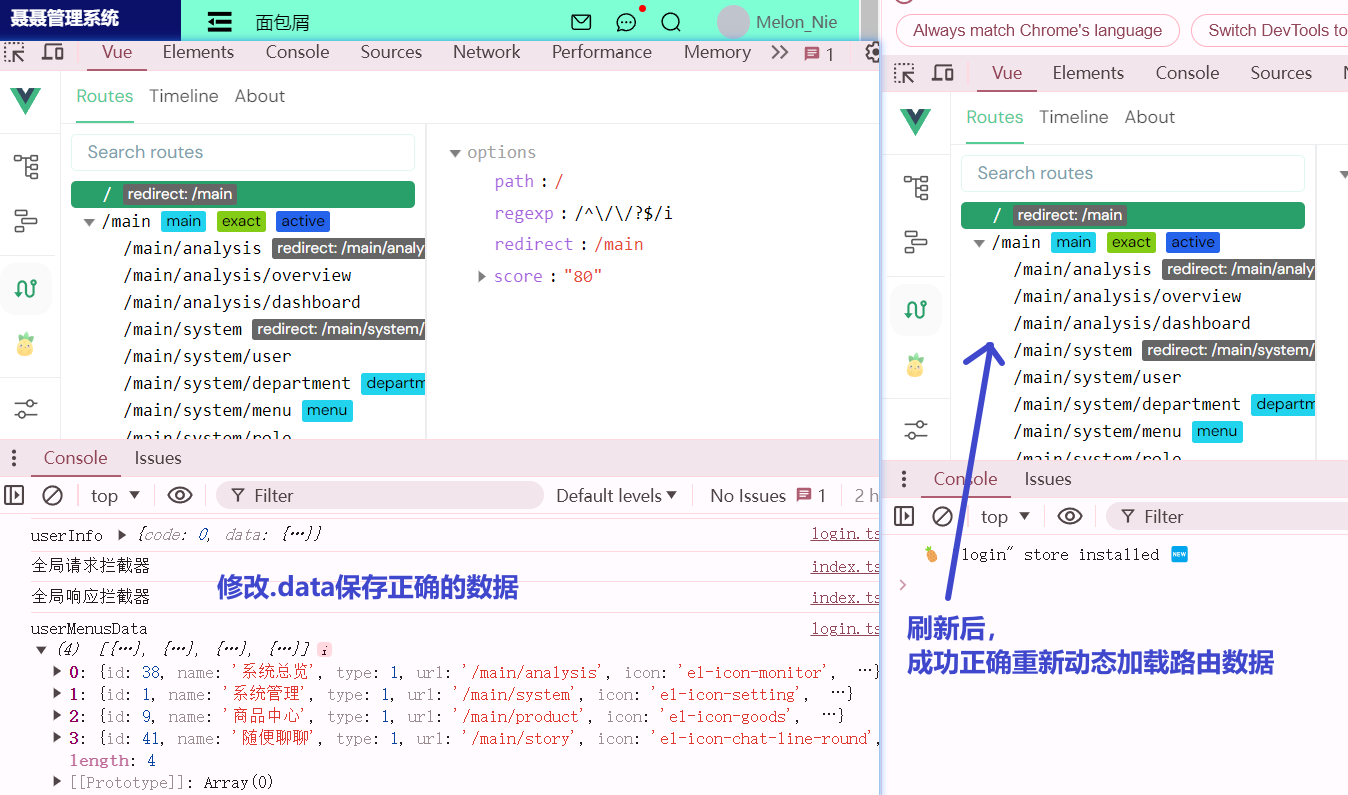 聂聂管理系统
面包屑
Melon_Nie
Vue Elements Console Sources Network Performance Memory 1
Routes Timeline About
Search routes
/ redirect: /main
/main main exact active
/main/analysis redirect: /main/analy
/main/analysis/overview
/main/analysis/dashboard
/main/system redirect: /main/system/
/main/system/user
/main/system/department departm
/main/system/menu menu
/main/system/role
options
path : /
regexp : /^\/\/?$/i
redirect : /main
score : "80"
Console Issues
top Filter Default levels No Issues 1 2 h
userInfo {code: 0, data: {…}} login.ts
全局请求拦截器 index.ts
全局响应拦截器 index.ts
修改.data保存正确的数据
userMenusData login.ts
(4) [{…}, {…}, {…}, {…}] i
0: {id: 38, name: '系统总览', type: 1, url: '/main/analysis', icon: 'el-icon-monitor', …}
1: {id: 1, name: '系统管理', type: 1, url: '/main/system', icon: 'el-icon-setting', …}
2: {id: 9, name: '商品中心', type: 1, url: '/main/product', icon: 'el-icon-goods', …}
3: {id: 41, name: '随便聊聊', type: 1, url: '/main/story', icon: 'el-icon-chat-line-round',
length: 4
[[Prototype]]: Array(0)
Always match Chrome's language Switch DevTools to
Vue Elements Console Sources
Routes Timeline About
Search routes
/ redirect: /main
/main main exact active
/main/analysis redirect: /main/analy
/main/analysis/overview
/main/analysis/dashboard
/main/system redirect: /main/system/
/main/system/user
/main/system/department departm
/main/system/menu menu
/main/system/role
Console Issues
top Filter
login" store installed NEW
刷新后，
成功正确重新动态加载路由数据